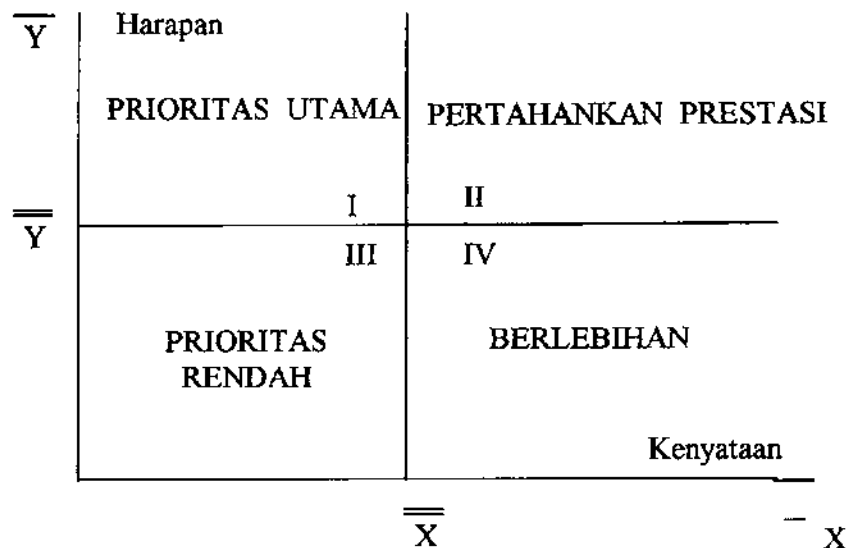 Y̅ Harapan
PRIORITAS UTAMA PERTAHANKAN PRESTASI
I II
Y̿
III IV
PRIORITAS
RENDAH
BERLEBIHAN
Kenyataan
X̿
X̅